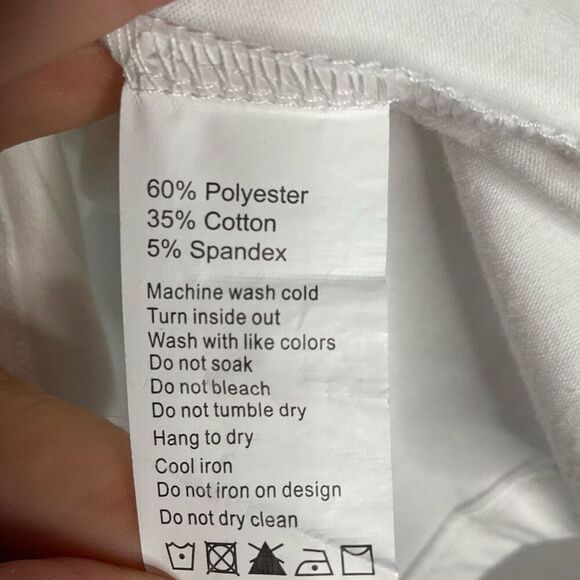 60% Polyester
35% Cotton
5% Spandex
Machine wash cold
Turn inside out
Wash with like colors
Do not soak
Do not bleach
Do not tumble dry
Hang to dry
Cool iron
Do not iron on design
Do not dry clean